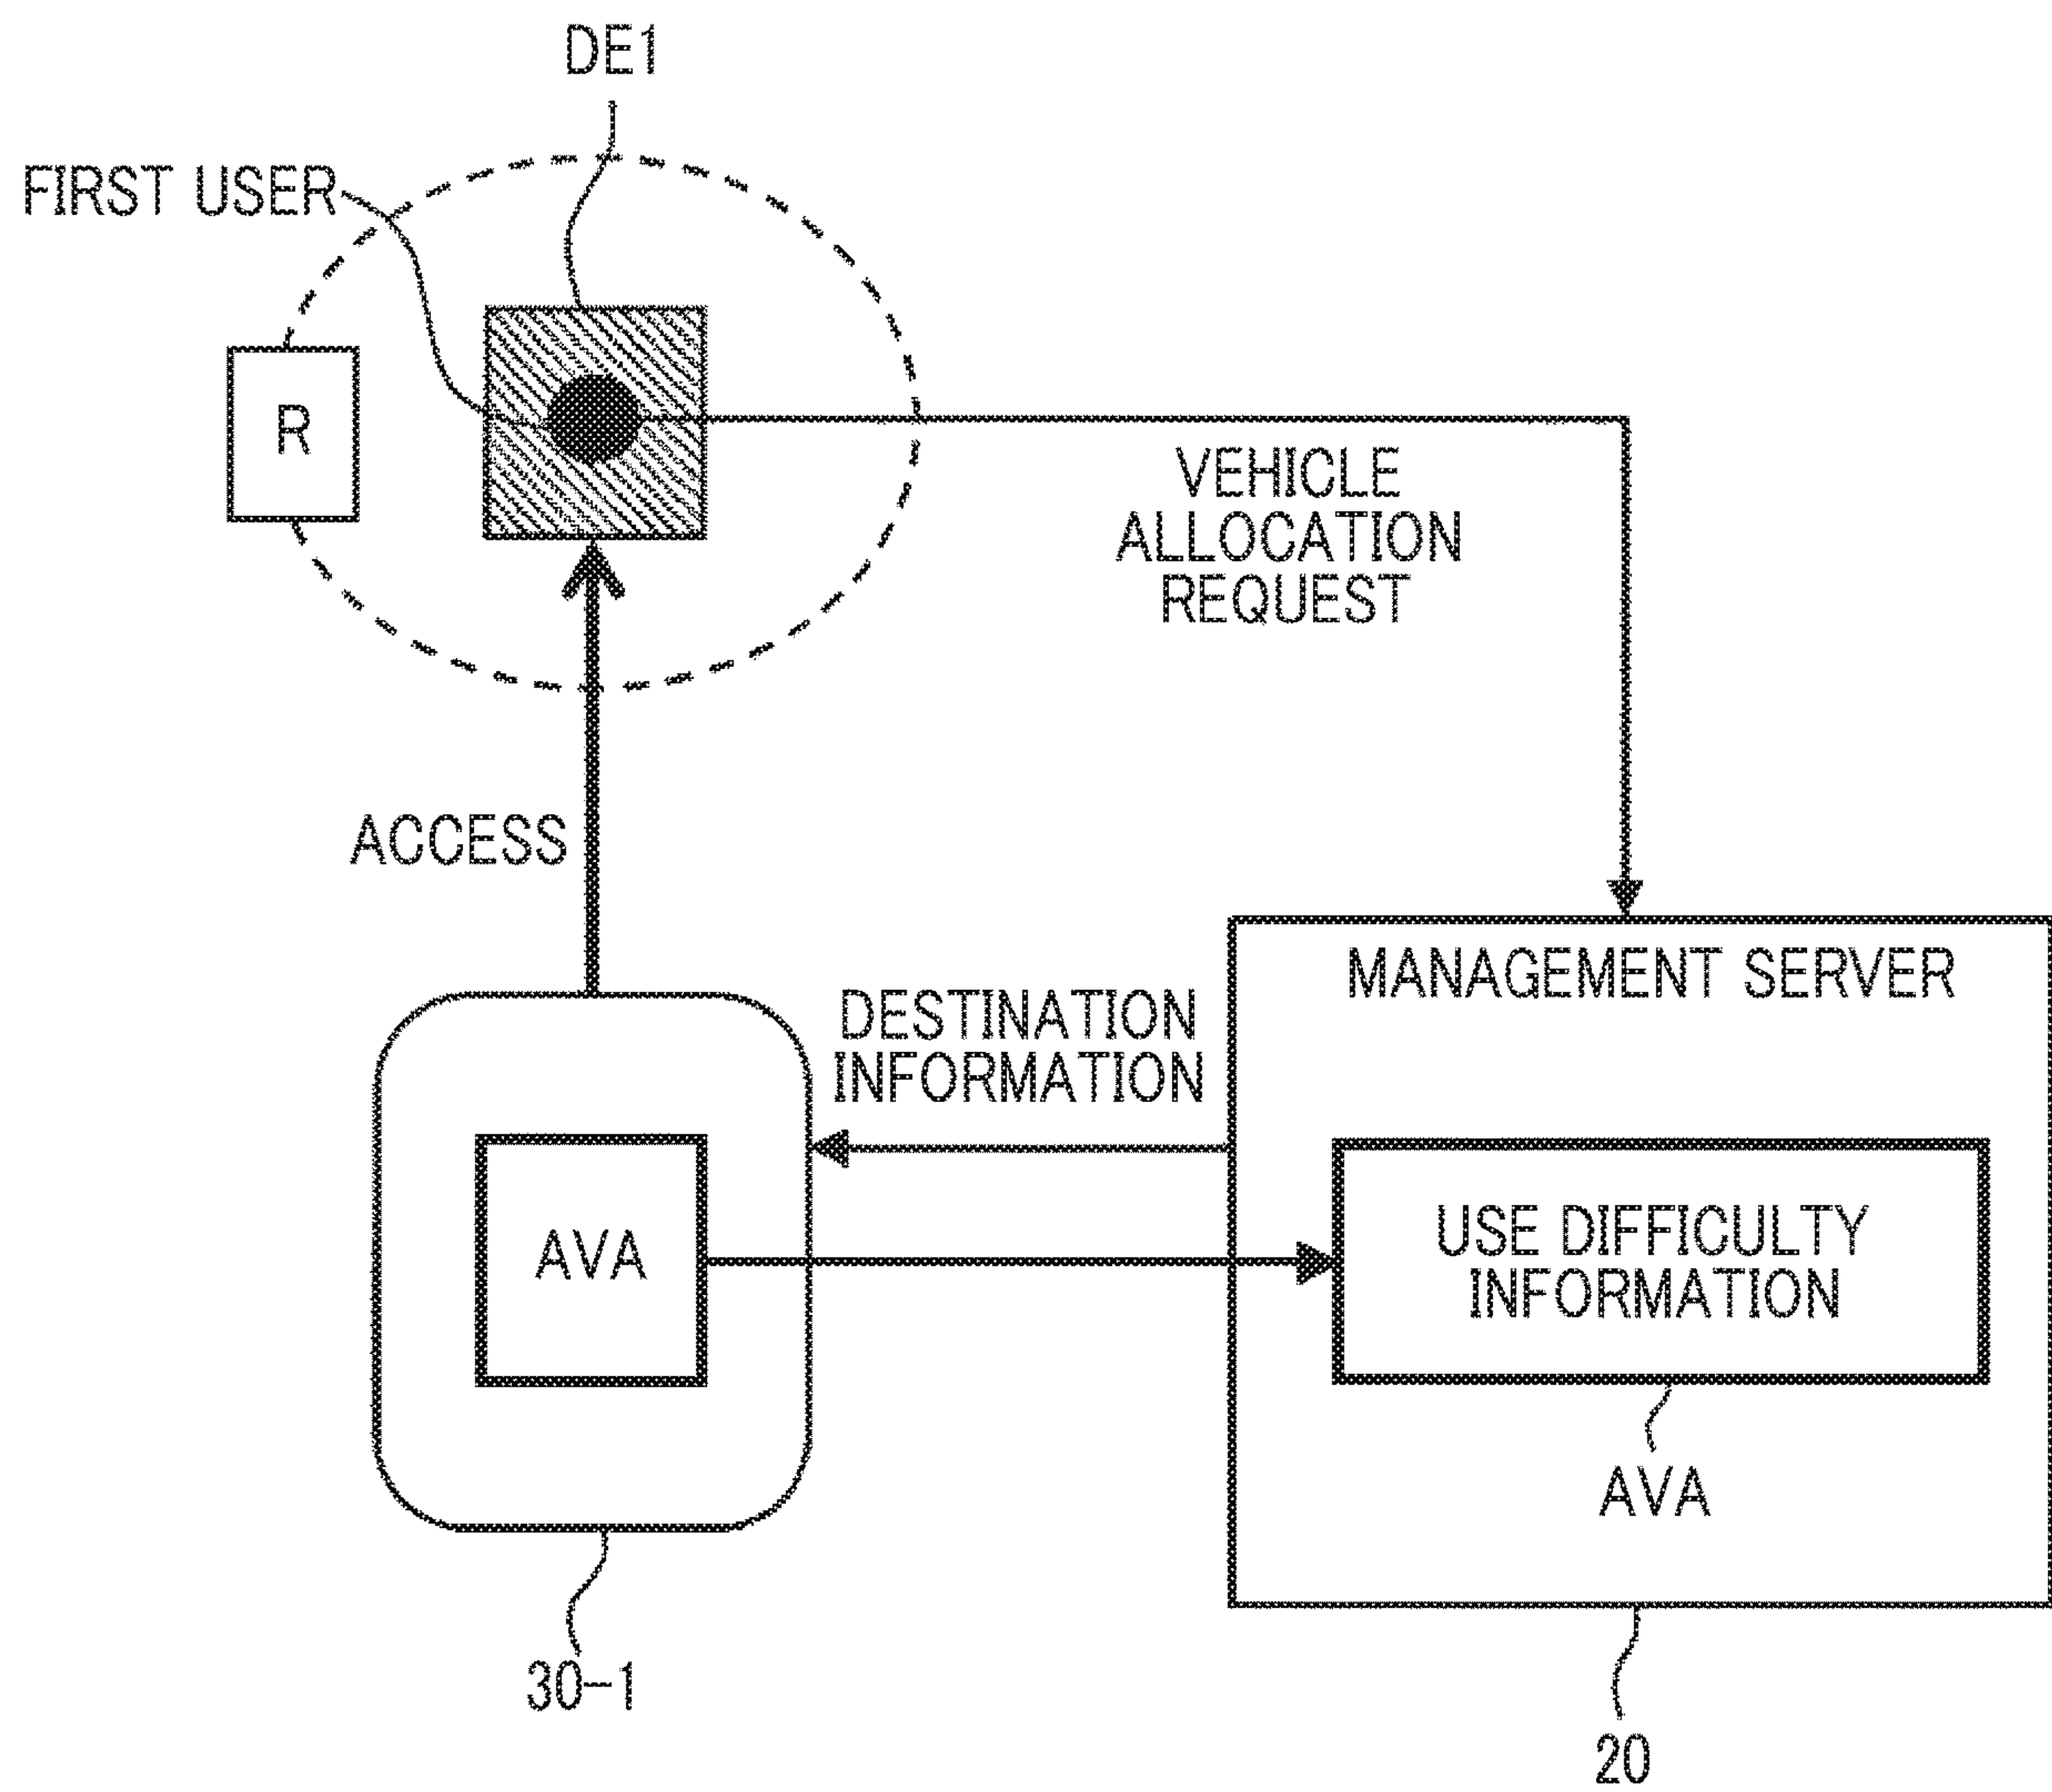 DE1
FIRST USER
R
VEHICLE
ALLOCATION
REQUEST
ACCESS
MANAGEMENT SERVER
DESTINATION
INFORMATION
AVA
USE DIFFICULTY
INFORMATION
AVA
30-1
20